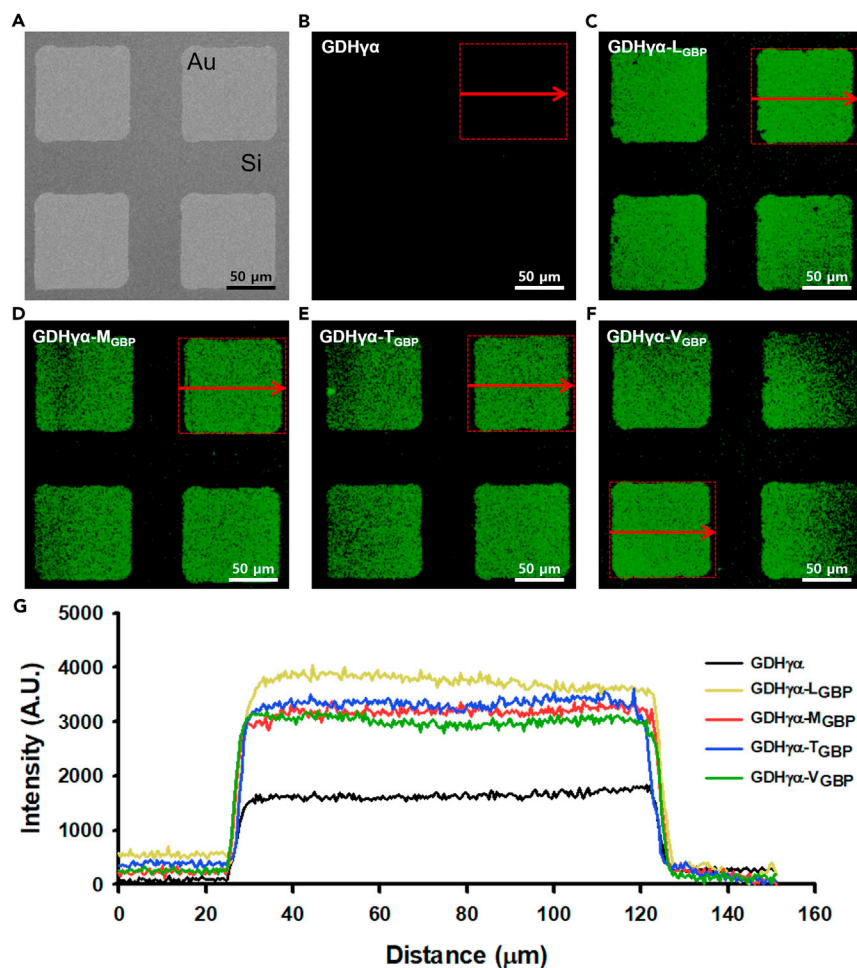 A
Au
Si
50 μm
B
GDHγα
50 μm
C
GDHγα-LGBP
50 μm
D
GDHγα-MGBP
50 μm
E
GDHγα-TGBP
50 μm
F
GDHγα-VGBP
50 μm
G
5000
4000
3000
2000
1000
0
Intensity (A.U.)
0 20 40 60 80 100 120 140 160
Distance (μm)
GDHγα
GDHγα-LGBP
GDHγα-MGBP
GDHγα-TGBP
GDHγα-VGBP